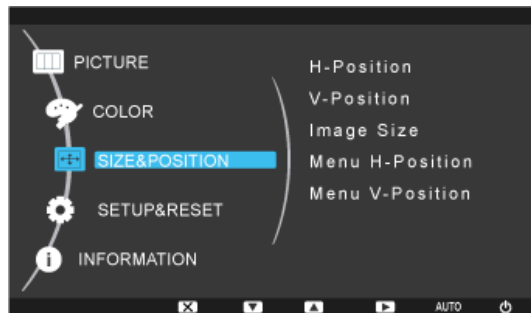 PICTURE
COLOR
SIZE&POSITION
SETUP&RESET
INFORMATION
H-Position
V-Position
Image Size
Menu H-Position
Menu V-Position
AUTO